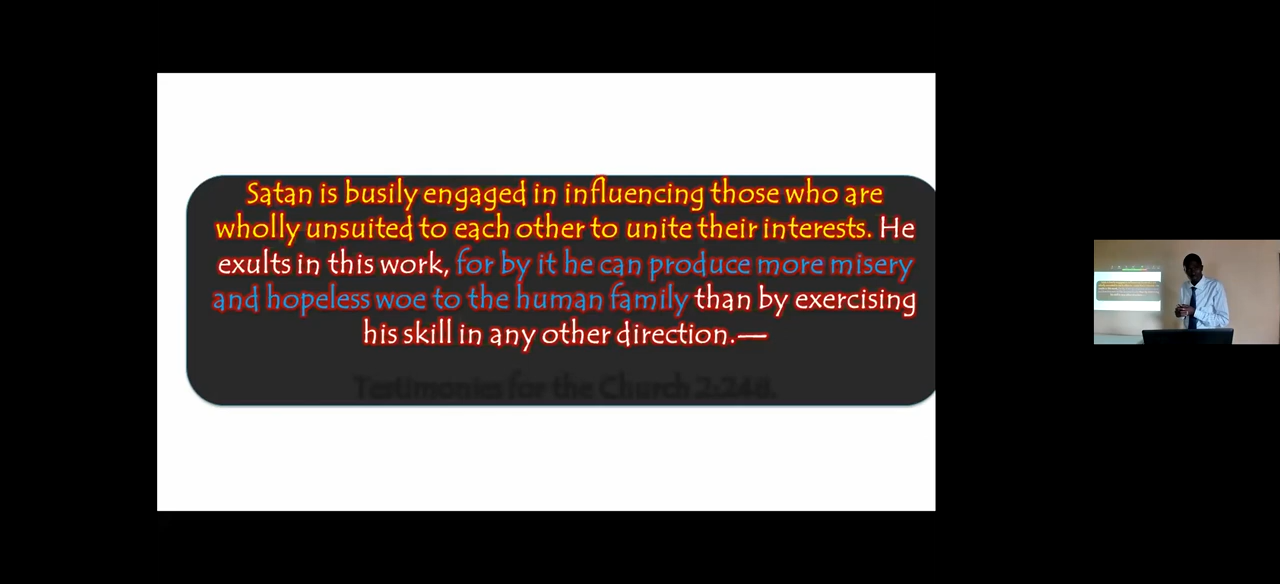 Satan is busily engaged in influencing those who are
wholly unsuited to each other to unite their interests. He
exults in this work, for by it he can produce more misery
and hopeless woe to the human family than by exercising
his skill in any other direction.—
Testimonies for the Church 2:248.